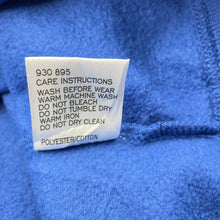 930 895
CARE INSTRUCTIONS
WASH BEFORE WEAR
WARM MACHINE WASH
DO NOT BLEACH
DO NOT TUMBLE DRY
WARM IRON
DO NOT DRY CLEAN
POLYESTER/COTTON